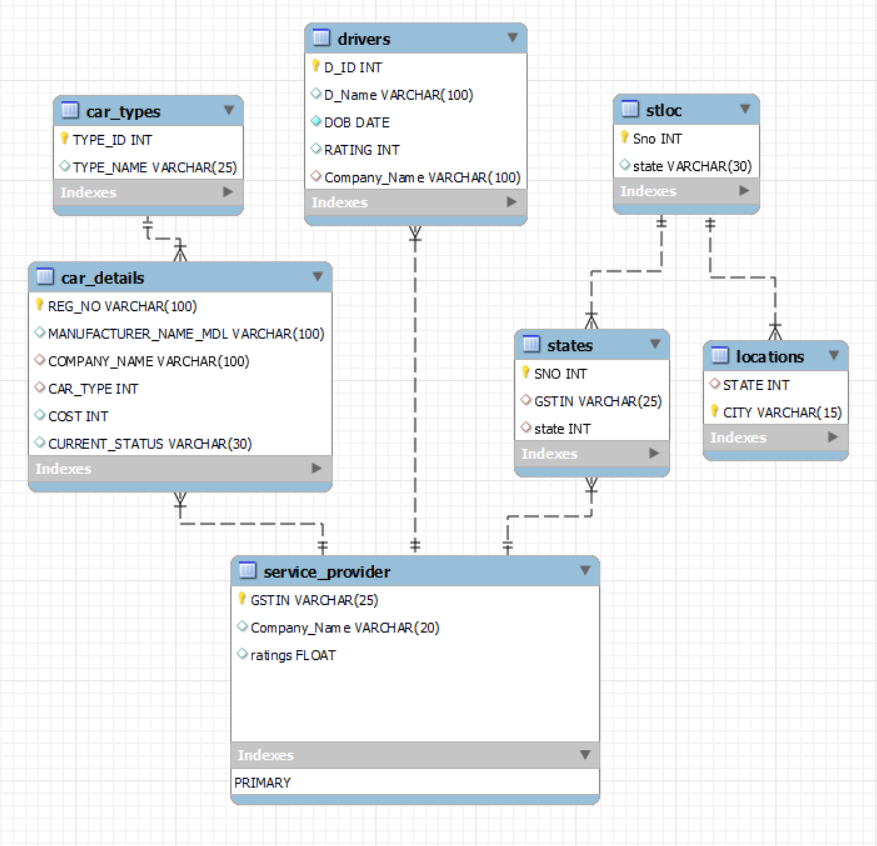 drivers
D_ID INT
D_Name VARCHAR(100)
DOB DATE
RATING INT
Company_Name VARCHAR(100)
Indexes
car_types
TYPE_ID INT
TYPE_NAME VARCHAR(25)
Indexes
stloc
Sno INT
state VARCHAR(30)
Indexes
car_details
REG_NO VARCHAR(100)
MANUFACTURER_NAME_MDL VARCHAR(100)
COMPANY_NAME VARCHAR(100)
CAR_TYPE INT
COST INT
CURRENT_STATUS VARCHAR(30)
Indexes
states
SNO INT
GSTIN VARCHAR(25)
state INT
Indexes
locations
STATE INT
CITY VARCHAR(15)
Indexes
service_provider
GSTIN VARCHAR(25)
Company_Name VARCHAR(20)
ratings FLOAT
Indexes
PRIMARY